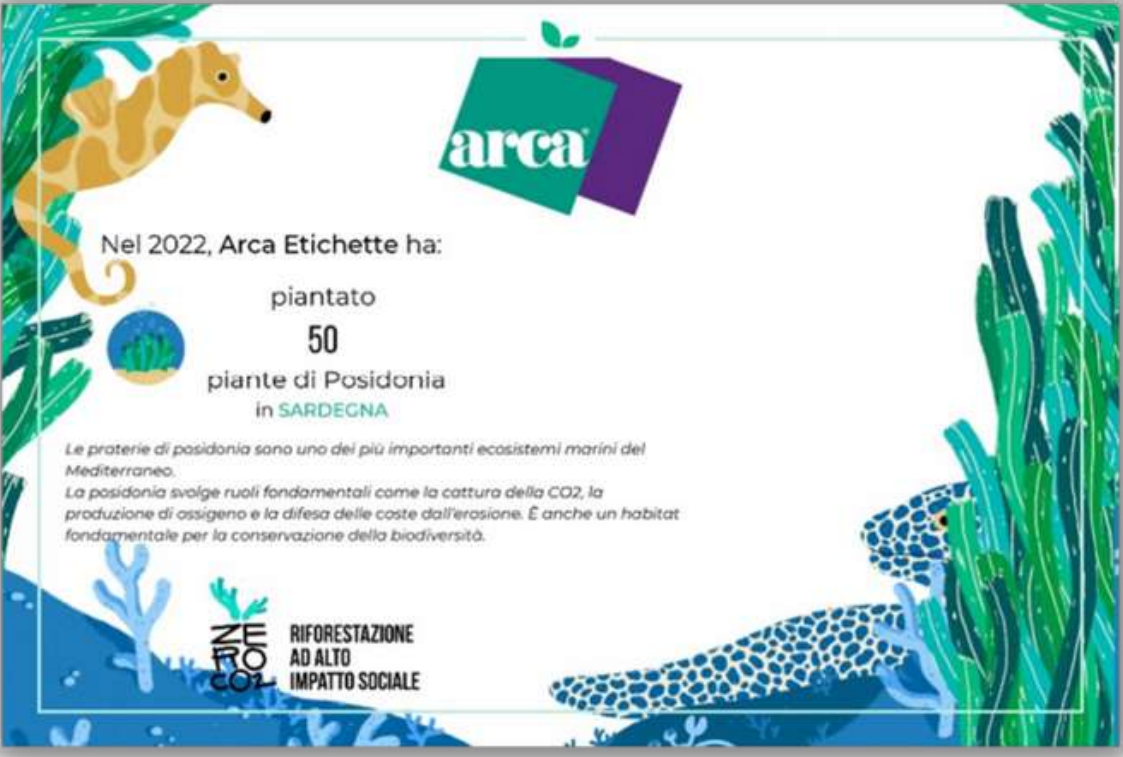 arca®
Nel 2022, Arca Etichette ha:
piantato
50
piante di Posidonia
in SARDEGNA
Le praterie di posidonia sono uno dei più importanti ecosistemi marini del
Mediterraneo.
La posidonia svolge ruoli fondamentali come la cattura della CO2, la
produzione di ossigeno e la difesa delle coste dall'erosione. È anche un habitat
fondamentale per la conservazione della biodiversità.
ZE
RO
CO2
RIFORESTAZIONE
AD ALTO
IMPATTO SOCIALE